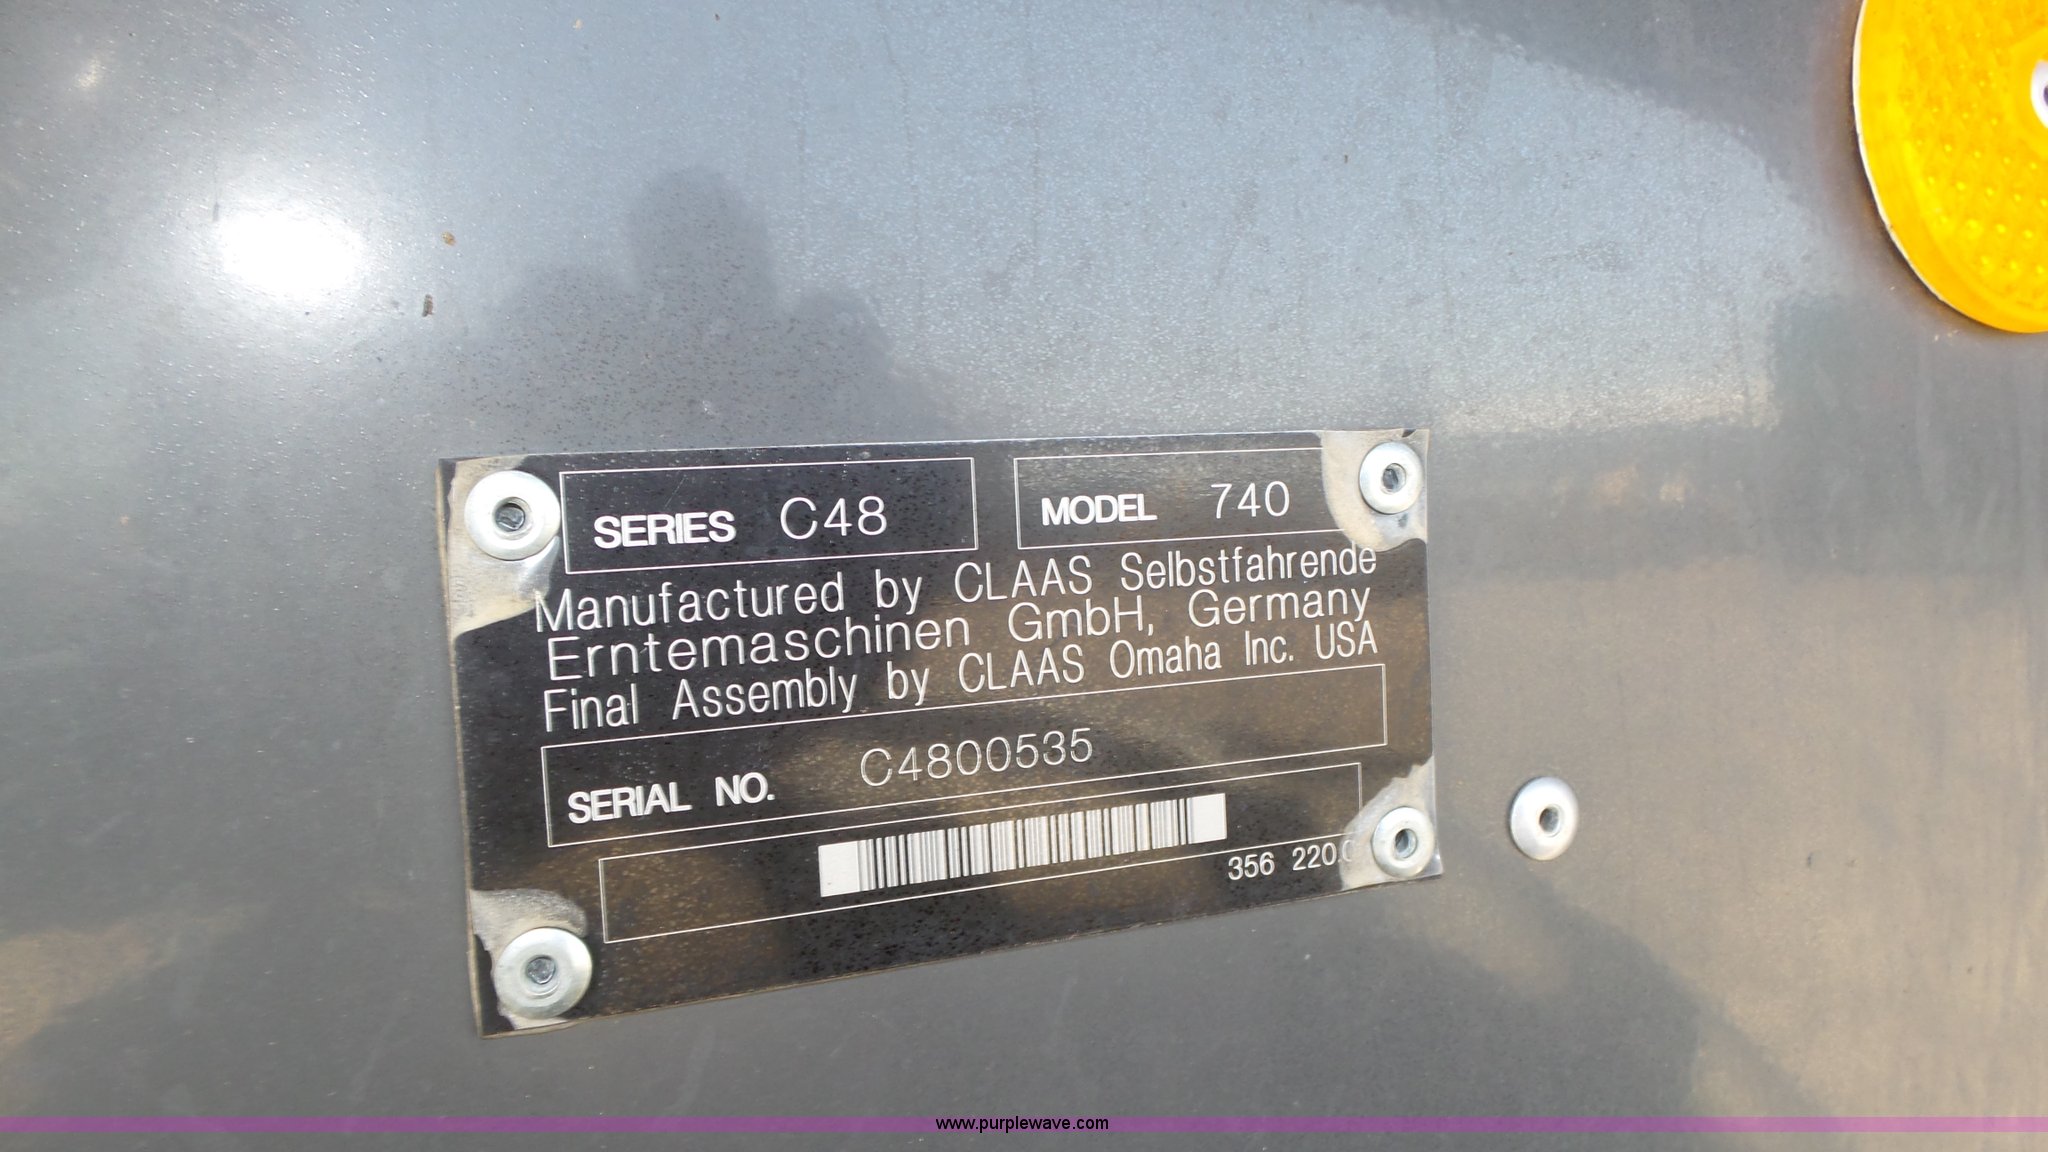 SERIES C48 MODEL 740
Manufactured by CLAAS Selbstfahrende
Erntemaschinen GmbH, Germany
Final Assembly by CLAAS Omaha Inc. USA
SERIAL NO. C4800535
356
www.purplewave.com